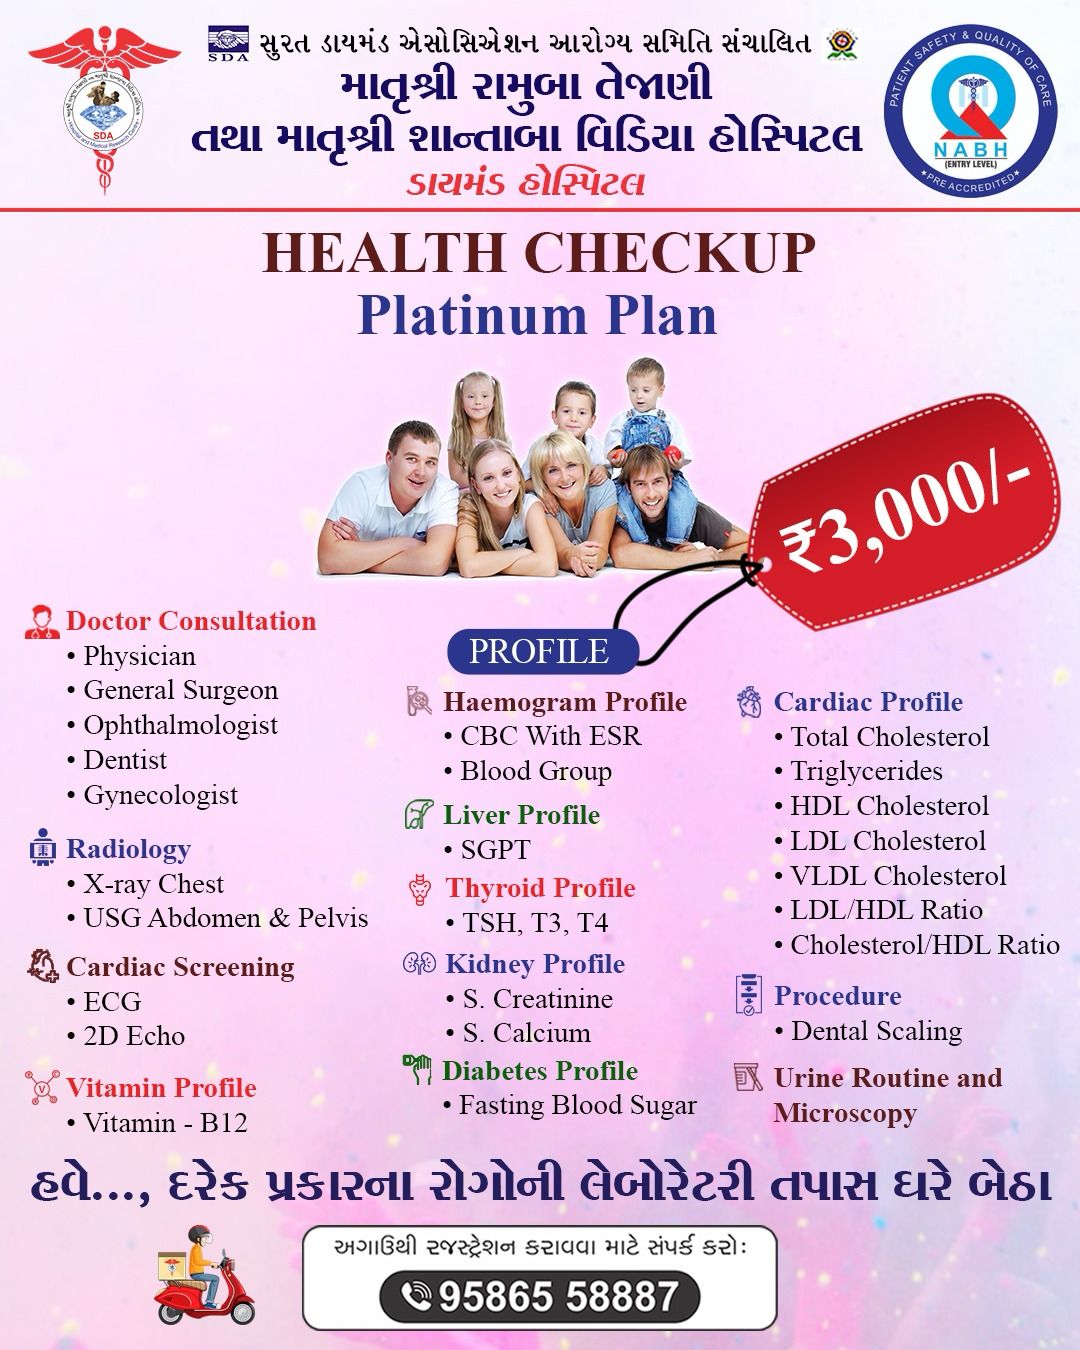 SDA
સુરત ડાયમંડ એસોસિએશન આરોગ્ય સમિતિ સંચાલિત
માતૃશ્રી રામુબા તેજાણી
તથા માતૃશ્રી શાન્તાબા વિડિયા હોસ્પિટલ
ડાયમંડ હોસ્પિટલ
SDA
PATIENT SAFETY & QUALITY OF CARE
NABH
(ENTRY LEVEL)
PRE ACCREDITED
HEALTH CHECKUP
Platinum Plan
₹3,000/-
Doctor Consultation
• Physician
• General Surgeon
• Ophthalmologist
• Dentist
• Gynecologist
Radiology
• X-ray Chest
• USG Abdomen & Pelvis
Cardiac Screening
• ECG
• 2D Echo
Vitamin Profile
• Vitamin - B12
PROFILE
Haemogram Profile
• CBC With ESR
• Blood Group
Liver Profile
• SGPT
Thyroid Profile
• TSH, T3, T4
Kidney Profile
• S. Creatinine
• S. Calcium
Diabetes Profile
• Fasting Blood Sugar
Cardiac Profile
• Total Cholesterol
• Triglycerides
• HDL Cholesterol
• LDL Cholesterol
• VLDL Cholesterol
• LDL/HDL Ratio
• Cholesterol/HDL Ratio
Procedure
• Dental Scaling
Urine Routine and
Microscopy
હવે..., દરેક પ્રકારના રોગોની લેબોરેટરી તપાસ ઘરે બેઠા
અગાઉથી રજીસ્ટ્રેશન કરાવવા માટે સંપર્ક કરો:
95865 58887